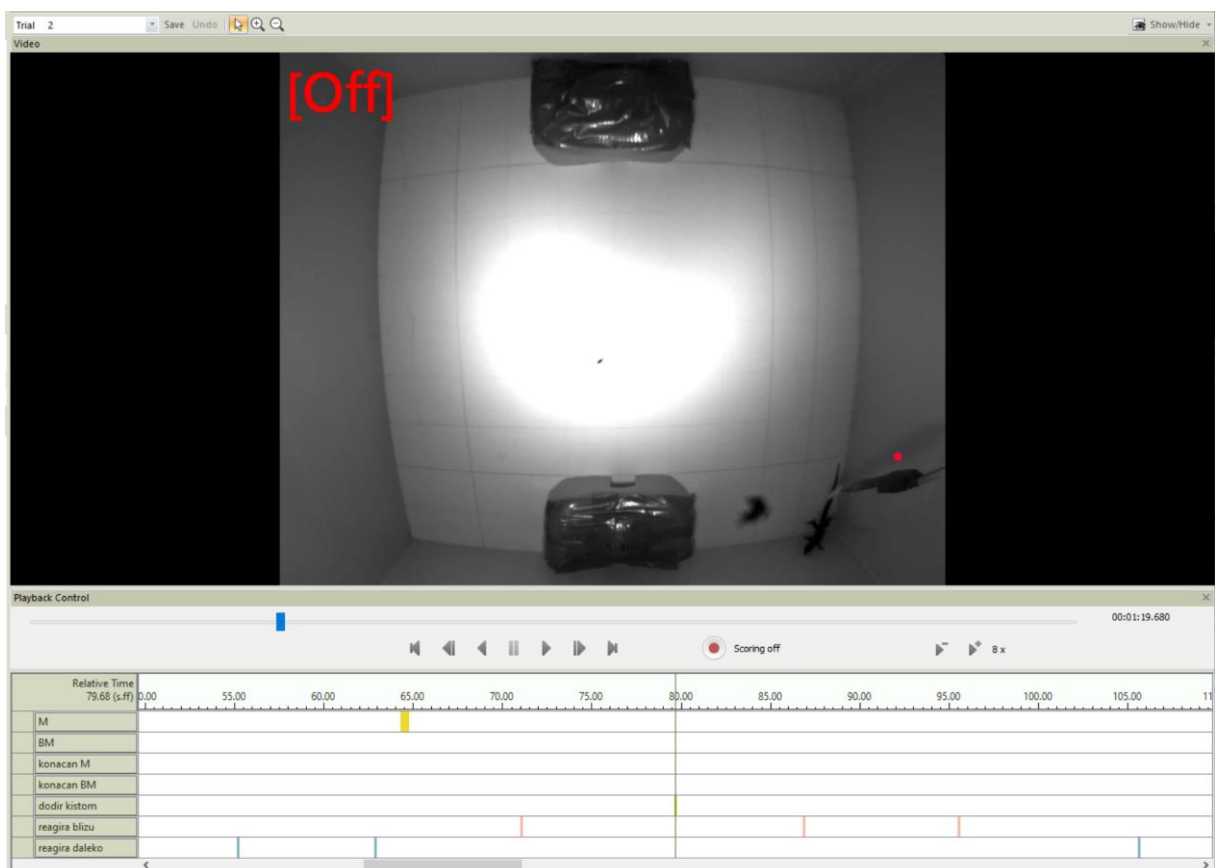 Trial 2 Save Undo Show/Hide
Video
[Off]
Playback Control
00:01:19.680
Scoring off 8 x
Relative Time
79.68 (s.ff) 0.00 55.00 60.00 65.00 70.00 75.00 80.00 85.00 90.00 95.00 100.00 105.00 11
M
BM
konacan M
konacan BM
dodir kistom
reagira blizu
reagira daleko